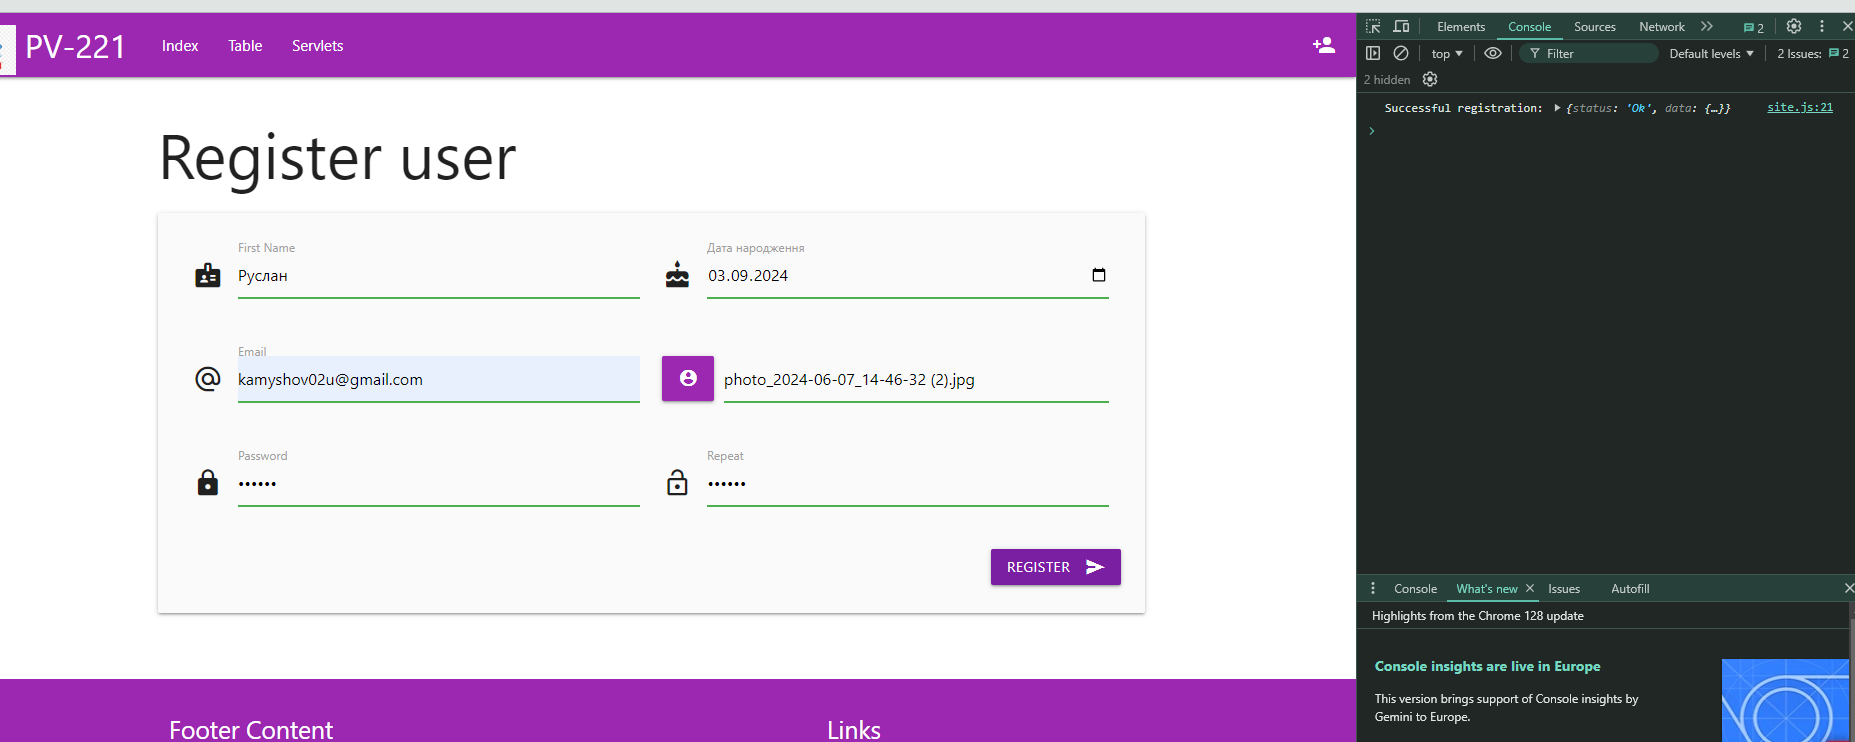 PV-221 Index Table Servlets
Register user
First Name
Руслан
Дата народження
03.09.2024
Email
kamyshov02u@gmail.com
photo_2024-06-07_14-46-32 (2).jpg
Password
••••••
Repeat
••••••
REGISTER
Footer Content
Links
Elements Console Sources Network 2
top Filter Default levels 2 Issues: 2
2 hidden
Successful registration: {status: 'Ok', data: {…}} site.js:21
Console What's new Issues Autofill
Highlights from the Chrome 128 update
Console insights are live in Europe
This version brings support of Console insights by
Gemini to Europe.